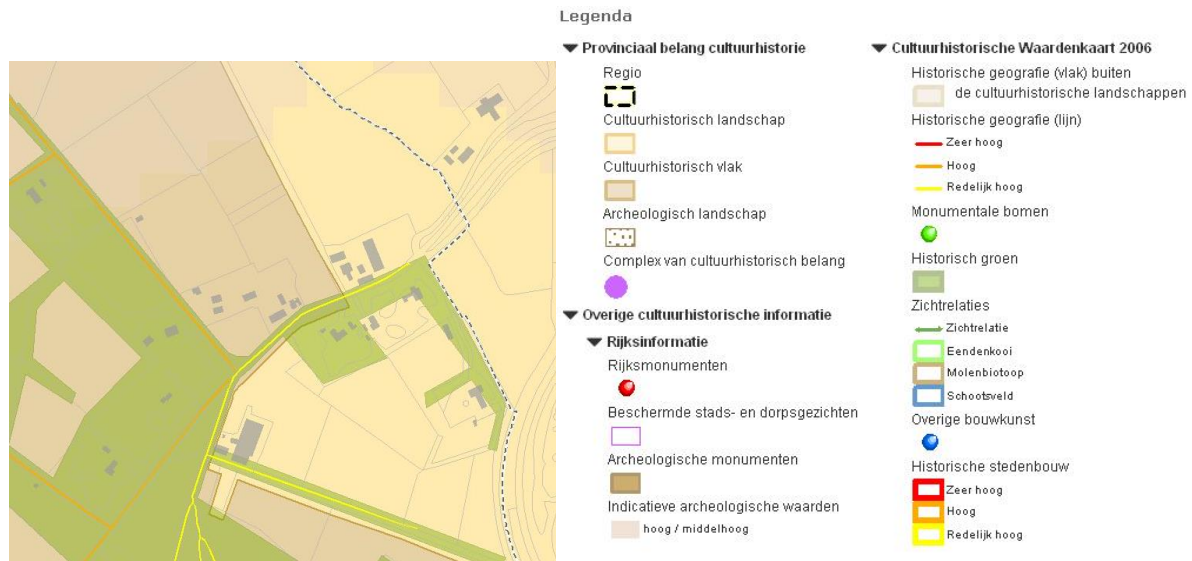 Legenda
Provinciaal belang cultuurhistorie
Regio
Cultuurhistorisch landschap
Cultuurhistorisch vlak
Archeologisch landschap
Complex van cultuurhistorisch belang
Overige cultuurhistorische informatie
Rijksinformatie
Rijksmonumenten
Beschermde stads- en dorpsgezichten
Archeologische monumenten
Indicatieve archeologische waarden
hoog / middelhoog
Cultuurhistorische Waardenkaart 2006
Historische geografie (vlak) buiten
de cultuurhistorische landschappen
Historische geografie (lijn)
Zeer hoog
Hoog
Redelijk hoog
Monumentale bomen
Historisch groen
Zichtrelaties
Zichtrelatie
Eendenkooi
Molenbiotoop
Schootsveld
Overige bouwkunst
Historische stedenbouw
Zeer hoog
Hoog
Redelijk hoog